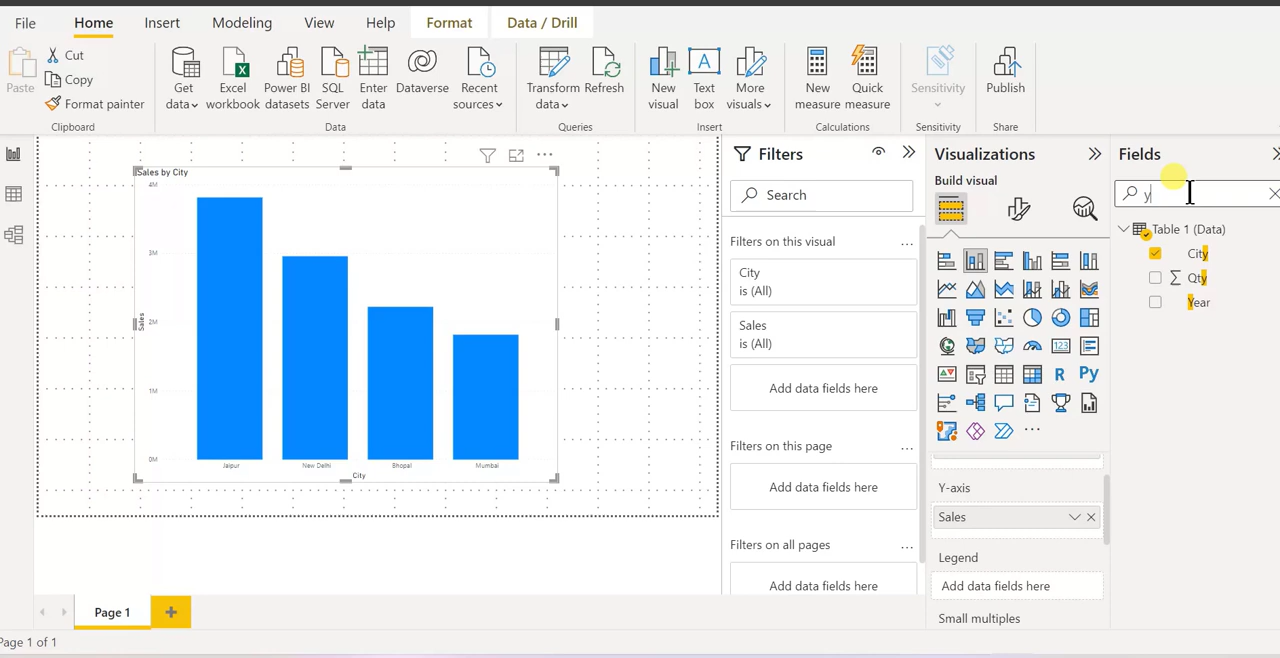 File
Home
Insert
Modeling
View
Help
Format
Data / Drill
Paste
Cut
Copy
Format painter
Clipboard
Get data
Excel workbook
Power BI datasets
SQL Server
Enter data
Dataverse
Recent sources
Data
Transform data
Refresh
Queries
New visual
Text box
More visuals
Insert
New measure
Quick measure
Calculations
Sensitivity
Sensitivity
Publish
Share
Sales by City
4M
3M
2M
1M
0M
Sales
Jaipur
New Delhi
Bhopal
Mumbai
City
Filters
Search
Filters on this visual
...
City
is (All)
Sales
is (All)
Add data fields here
Filters on this page
...
Add data fields here
Filters on all pages
...
Add data fields here
Visualizations
Build visual
123
R
Py
...
Y-axis
Sales
Legend
Add data fields here
Small multiples
Fields
y
Table 1 (Data)
City
Σ Qty
Year
Page 1
Page 1 of 1